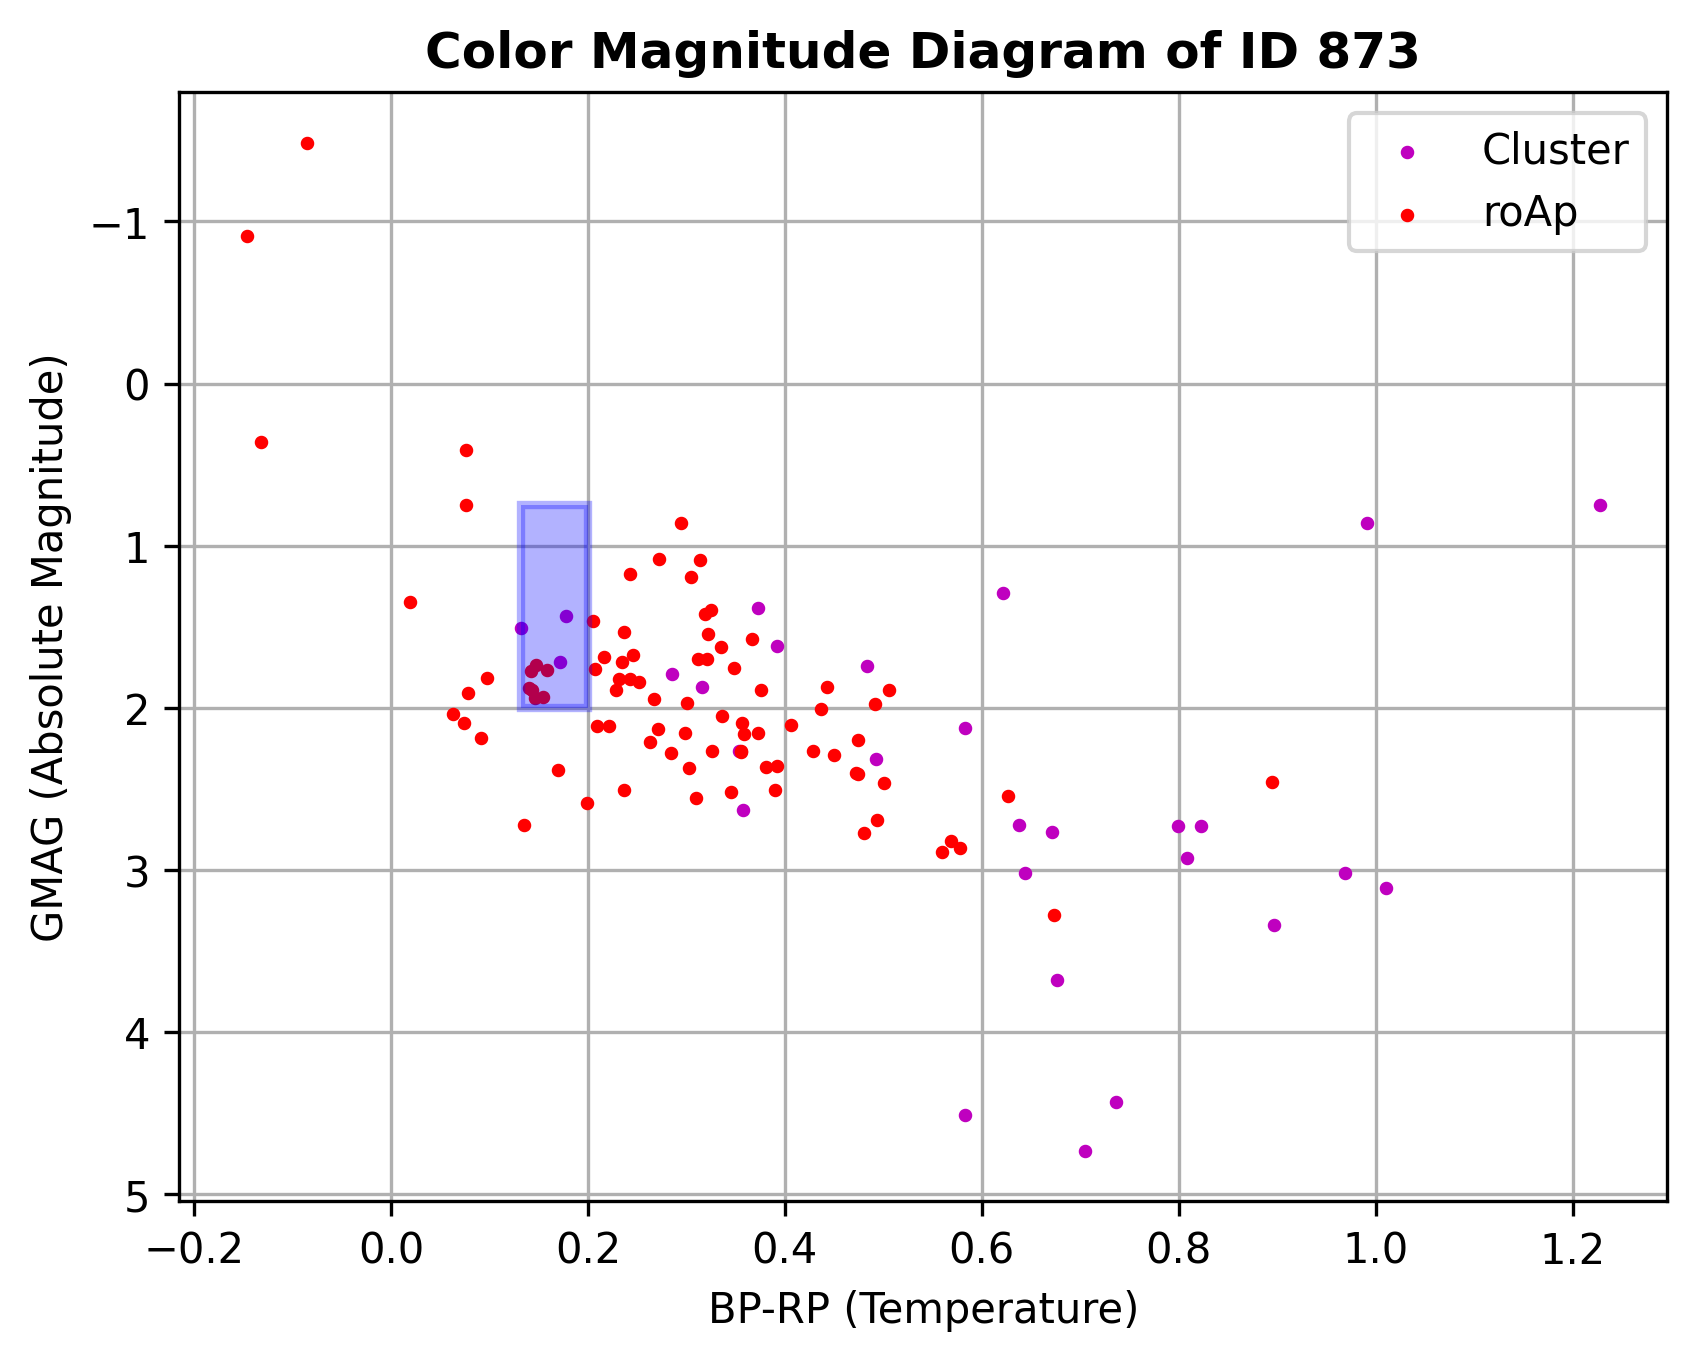 Color Magnitude Diagram of ID 873
Cluster
roAp
−1
0
1
2
3
4
5
GMAG (Absolute Magnitude)
−0.2 0.0 0.2 0.4 0.6 0.8 1.0 1.2
BP-RP (Temperature)